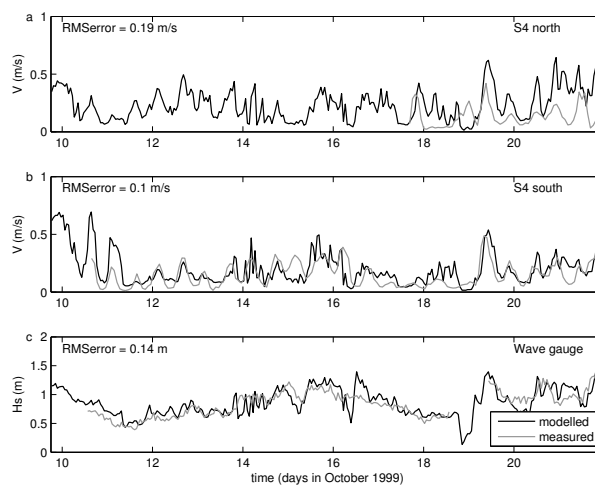 a 1
RMSerror = 0.19 m/s
S4 north
V (m/s)
0.5
0
10 12 14 16 18 20
b 1
RMSerror = 0.1 m/s
S4 south
V (m/s)
0.5
0
10 12 14 16 18 20
c 2
RMSerror = 0.14 m
Wave gauge
Hs (m)
1.5
1
0.5
0
modelled
measured
10 12 14 16 18 20
time (days in October 1999)